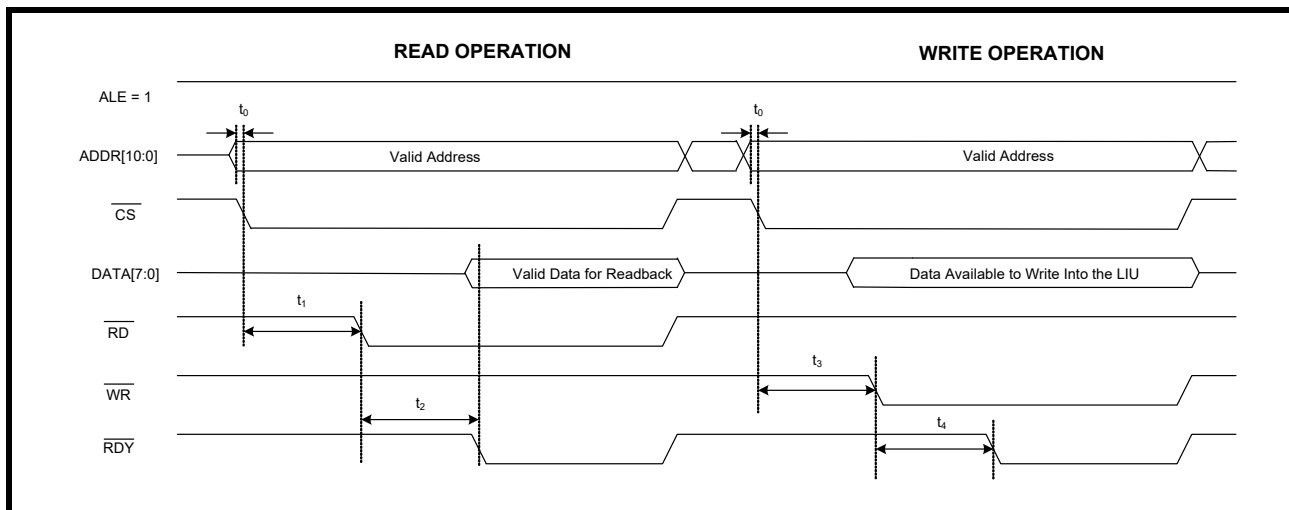 READ OPERATION
WRITE OPERATION
ALE = 1
t0
t0
ADDR[10:0]
Valid Address
Valid Address
CS
DATA[7:0]
Valid Data for Readback
Data Available to Write Into the LIU
t1
RD
t3
WR
t2
t4
RDY